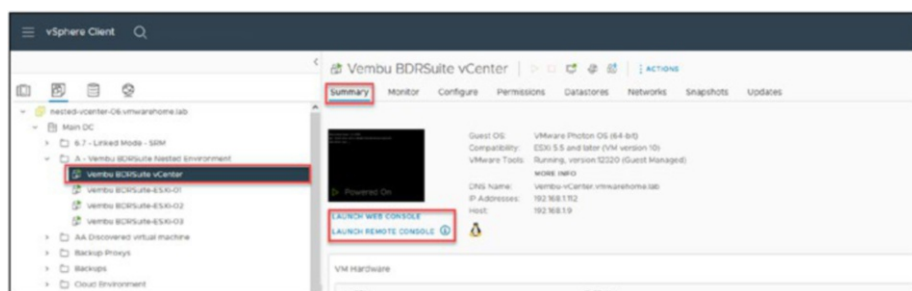 vSphere Client
Vembu BDRSuite vCenter
ACTIONS
Summary Monitor Configure Permissions Datastores Networks Snapshots Updates
nested-vcenter-06.vmwarehome.lab
Main DC
6.7 - Linked Mode - SRM
A - Vembu BDRSuite Nested Environment
Vembu BDRSuite vCenter
Vembu BDRSuite-ESXi-01
Vembu BDRSuite-ESXi-02
Vembu BDRSuite-ESXi-03
AA Discovered virtual machine
Backup Proxys
Backups
Cloud Environment
Powered On
LAUNCH WEB CONSOLE
LAUNCH REMOTE CONSOLE
Guest OS: VMware Photon OS (64-bit)
Compatibility: ESXi 5.5 and later (VM version 10)
VMware Tools: Running, version:12320 (Guest Managed)
MORE INFO
DNS Name: Vembu-vCenter.vmwarehome.lab
IP Addresses: 192.168.1.112
Host: 192.168.1.9
VM Hardware